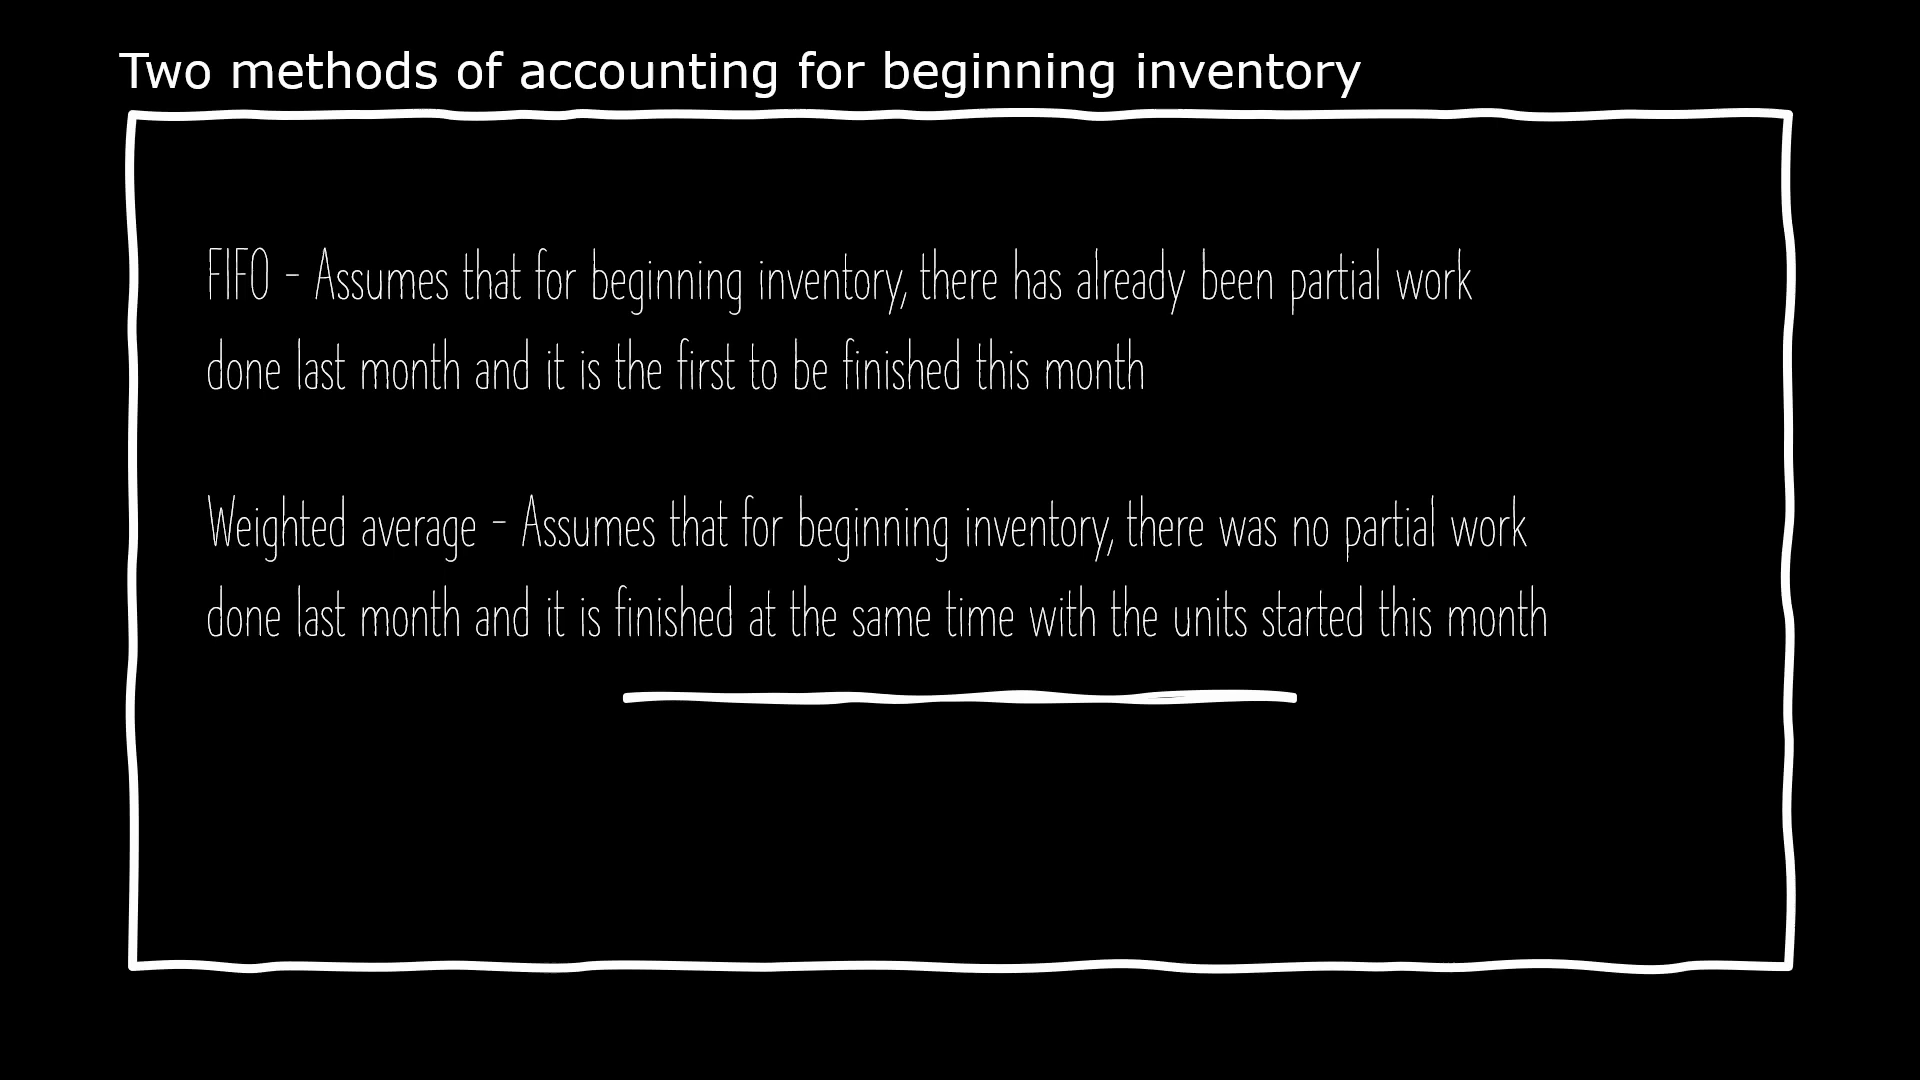 Two methods of accounting for beginning inventory
FIFO - Assumes that for beginning inventory, there has already been partial work
done last month and it is the first to be finished this month
Weighted average - Assumes that for beginning inventory, there was no partial work
done last month and it is finished at the same time with the units started this month